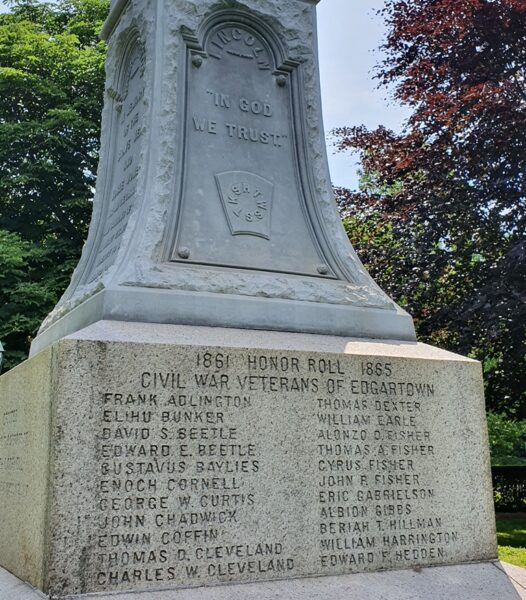 LINCOLN
"IN GOD
WE TRUST."
1861 HONOR ROLL 1865
CIVIL WAR VETERANS OF EDGARTOWN
FRANK ADLINGTON
ELIHU BUNKER
DAVID S. BEETLE
EDWARD E. BEETLE
GUSTAVUS BAYLIES
ENOCH CORNELL
GEORGE W. CURTIS
JOHN CHADWICK
EDWIN COFFIN
THOMAS D. CLEVELAND
CHARLES W. CLEVELAND
THOMAS DEXTER
WILLIAM EARLE
ALONZO D. FISHER
THOMAS A. FISHER
CYRUS FISHER
JOHN P. FISHER
ERIC GABRIELSON
ALBION GIBBS
BERIAH T. HILLMAN
WILLIAM HARRINGTON
EDWARD F. HEDDEN